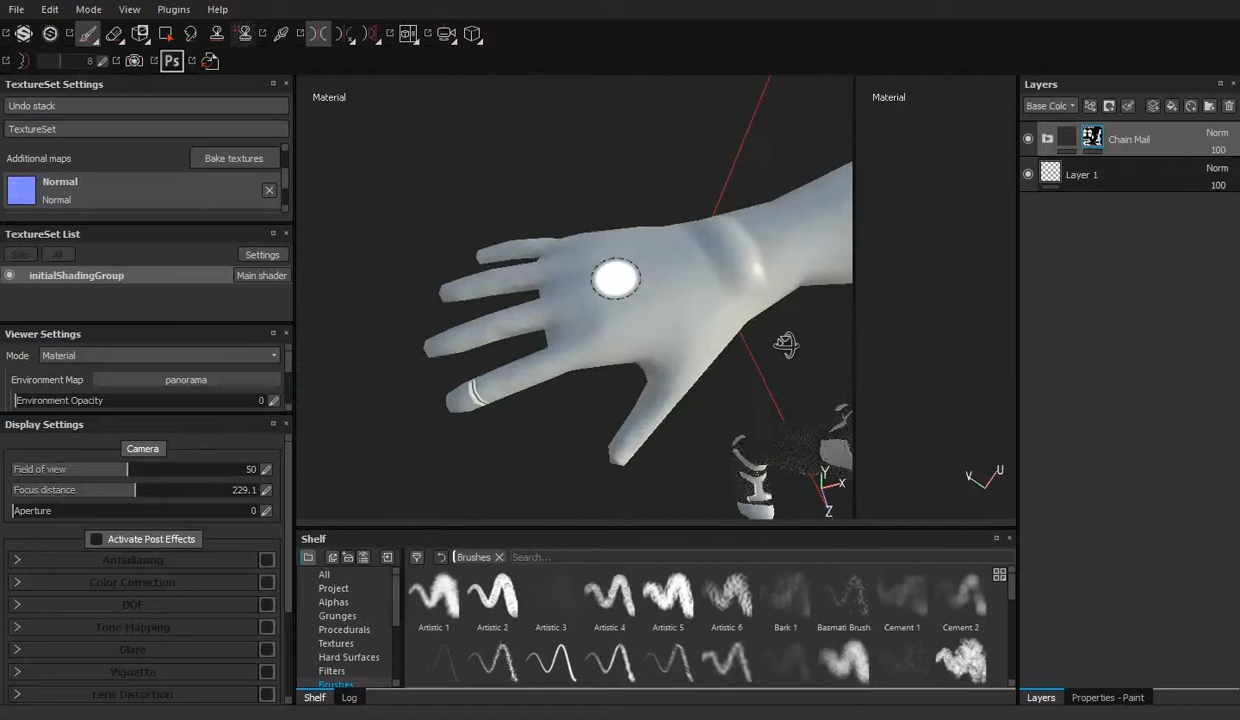 File Edit Mode View Plugins Help
8
Ps
TextureSet Settings
Undo stack
TextureSet
Additional maps
Bake textures
Normal
Normal
TextureSet List
Solo All Settings
initialShadingGroup Main shader
Viewer Settings
Mode Material
Environment Map panorama
Environment Opacity 0
Display Settings
Camera
Field of view 50
Focus distance 229.1
Aperture 0
Activate Post Effects
Antialiasing
Color Correction
DOF
Tone Mapping
Glare
Vignette
Lens Distortion
Material
Material
Y
X
Z
V U
Shelf
Brushes Search...
All
Project
Alphas
Grunges
Procedurals
Textures
Hard Surfaces
Filters
Brushes
Artistic 1 Artistic 2 Artistic 3 Artistic 4 Artistic 5 Artistic 6 Bark 1 Basmati Brush Cement 1 Cement 2
Shelf Log
Layers
Base Colc
Chain Mail Norm
100
Layer 1 Norm
100
Layers Properties - Paint